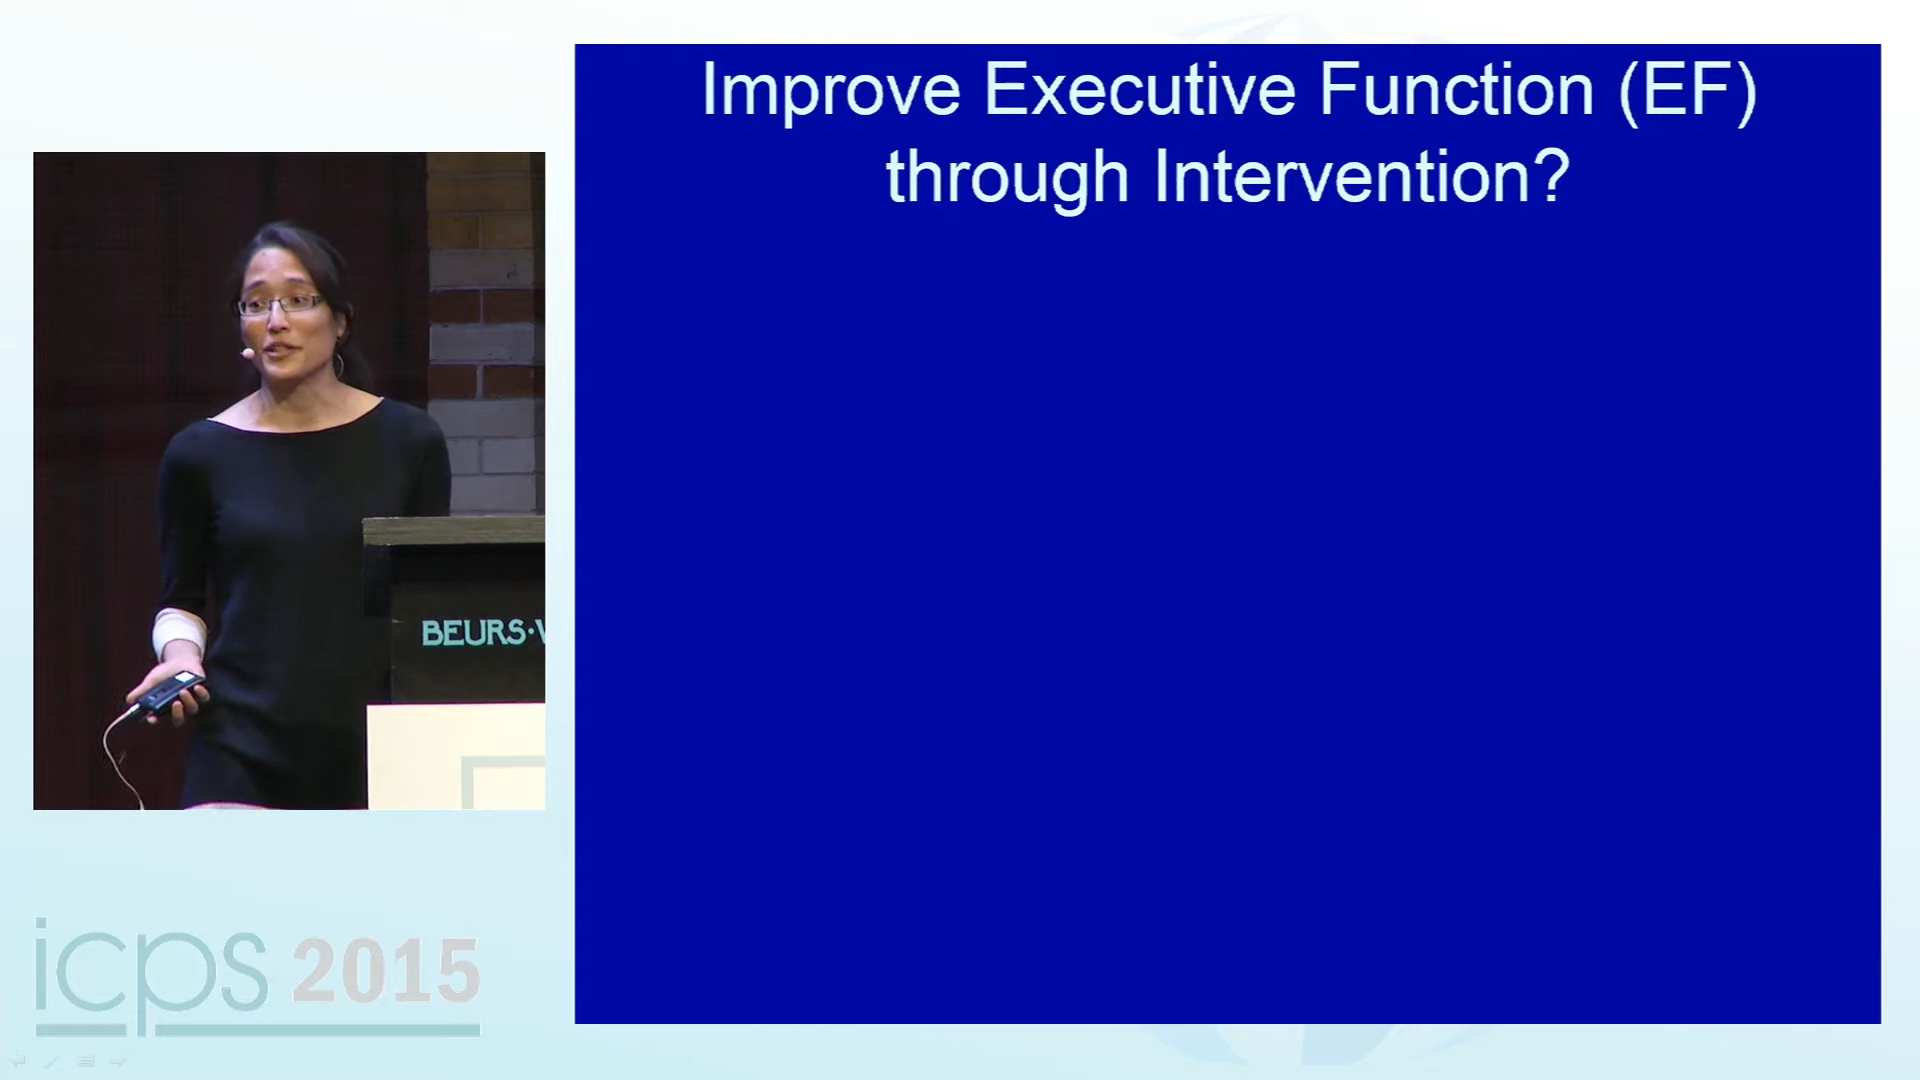 Improve Executive Function (EF)
through Intervention?
BEURS·
icps 2015